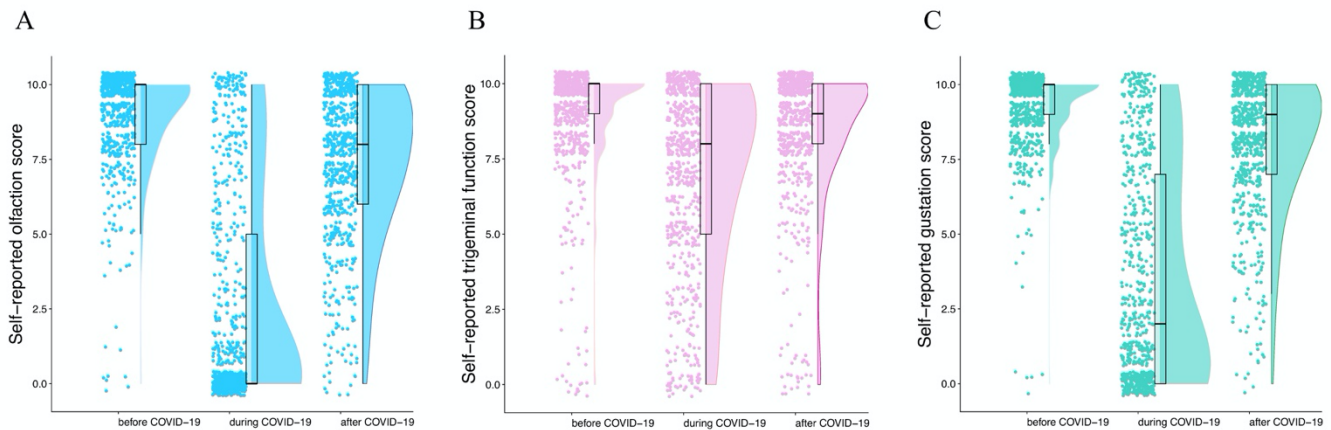 A
Self-reported olfaction score
10.0
7.5
5.0
2.5
0.0
before COVID-19
during COVID-19
after COVID-19
B
Self-reported trigeminal function score
10.0
7.5
5.0
2.5
0.0
before COVID-19
during COVID-19
after COVID-19
C
Self-reported gustation score
10.0
7.5
5.0
2.5
0.0
before COVID-19
during COVID-19
after COVID-19